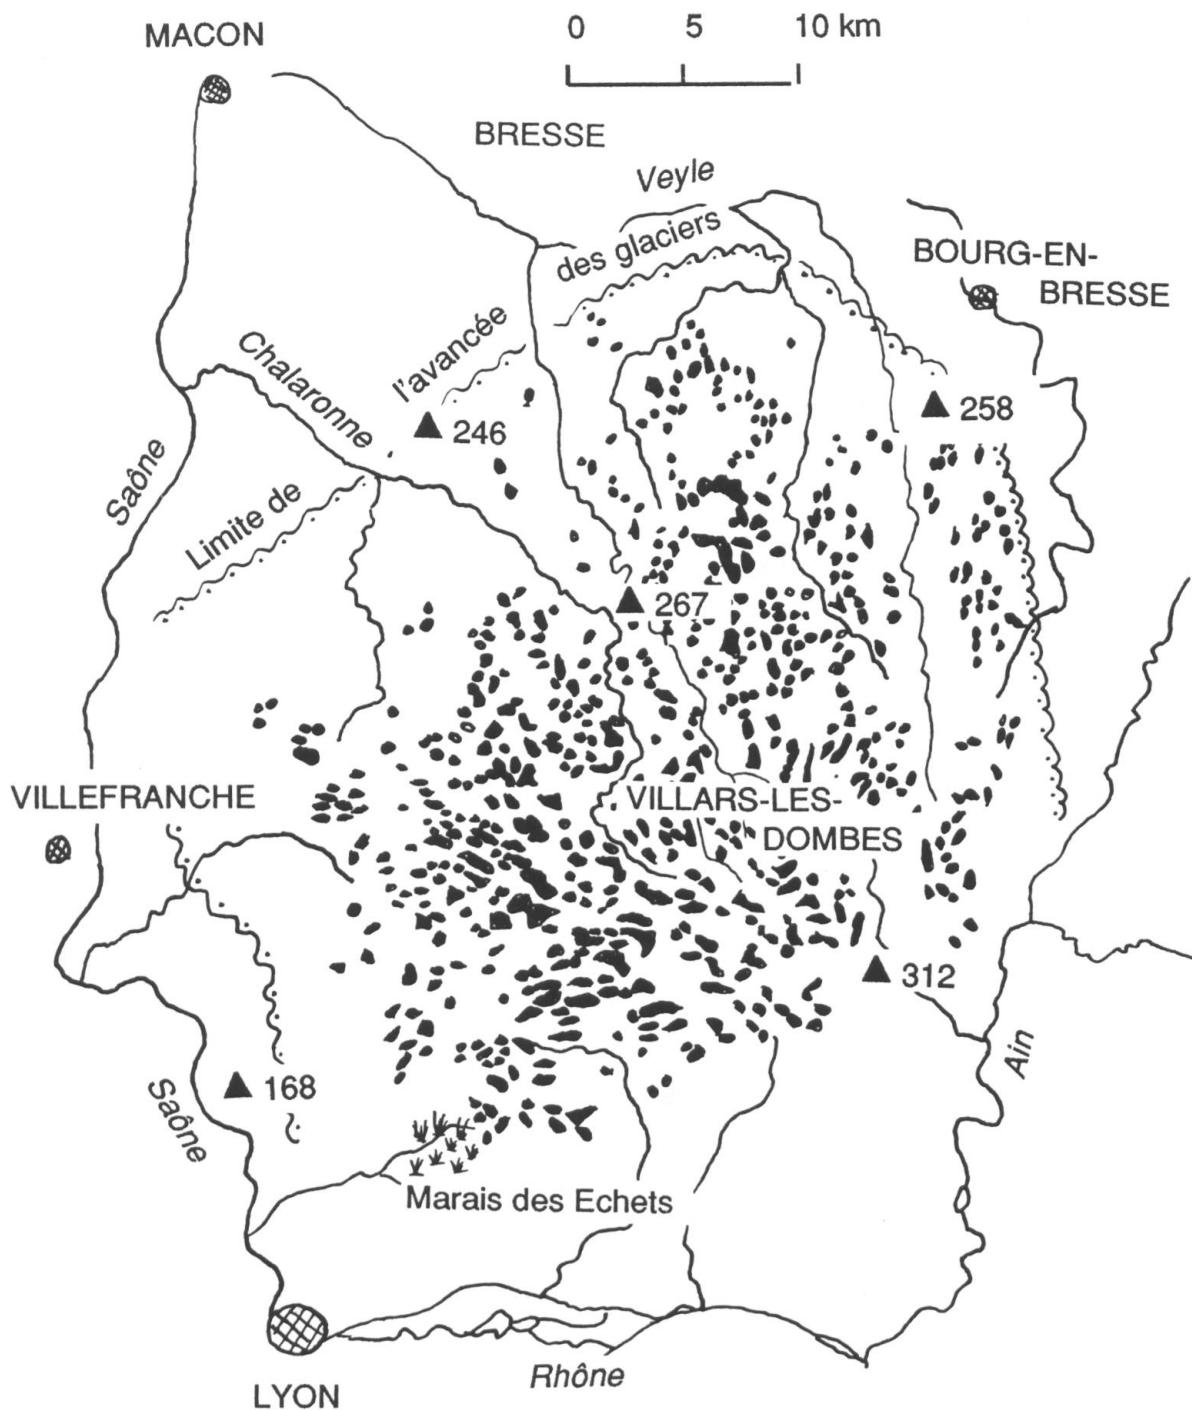 0 5 10 km
MACON
BRESSE
Veyle
des glaciers
BOURG-EN-
BRESSE
l'avancée
Chalaronne
246
258
Saône
Limite de
267
VILLEFRANCHE
VILLARS-LES-
DOMBES
312
Ain
168
Saône
Marais des Echets
Rhône
LYON